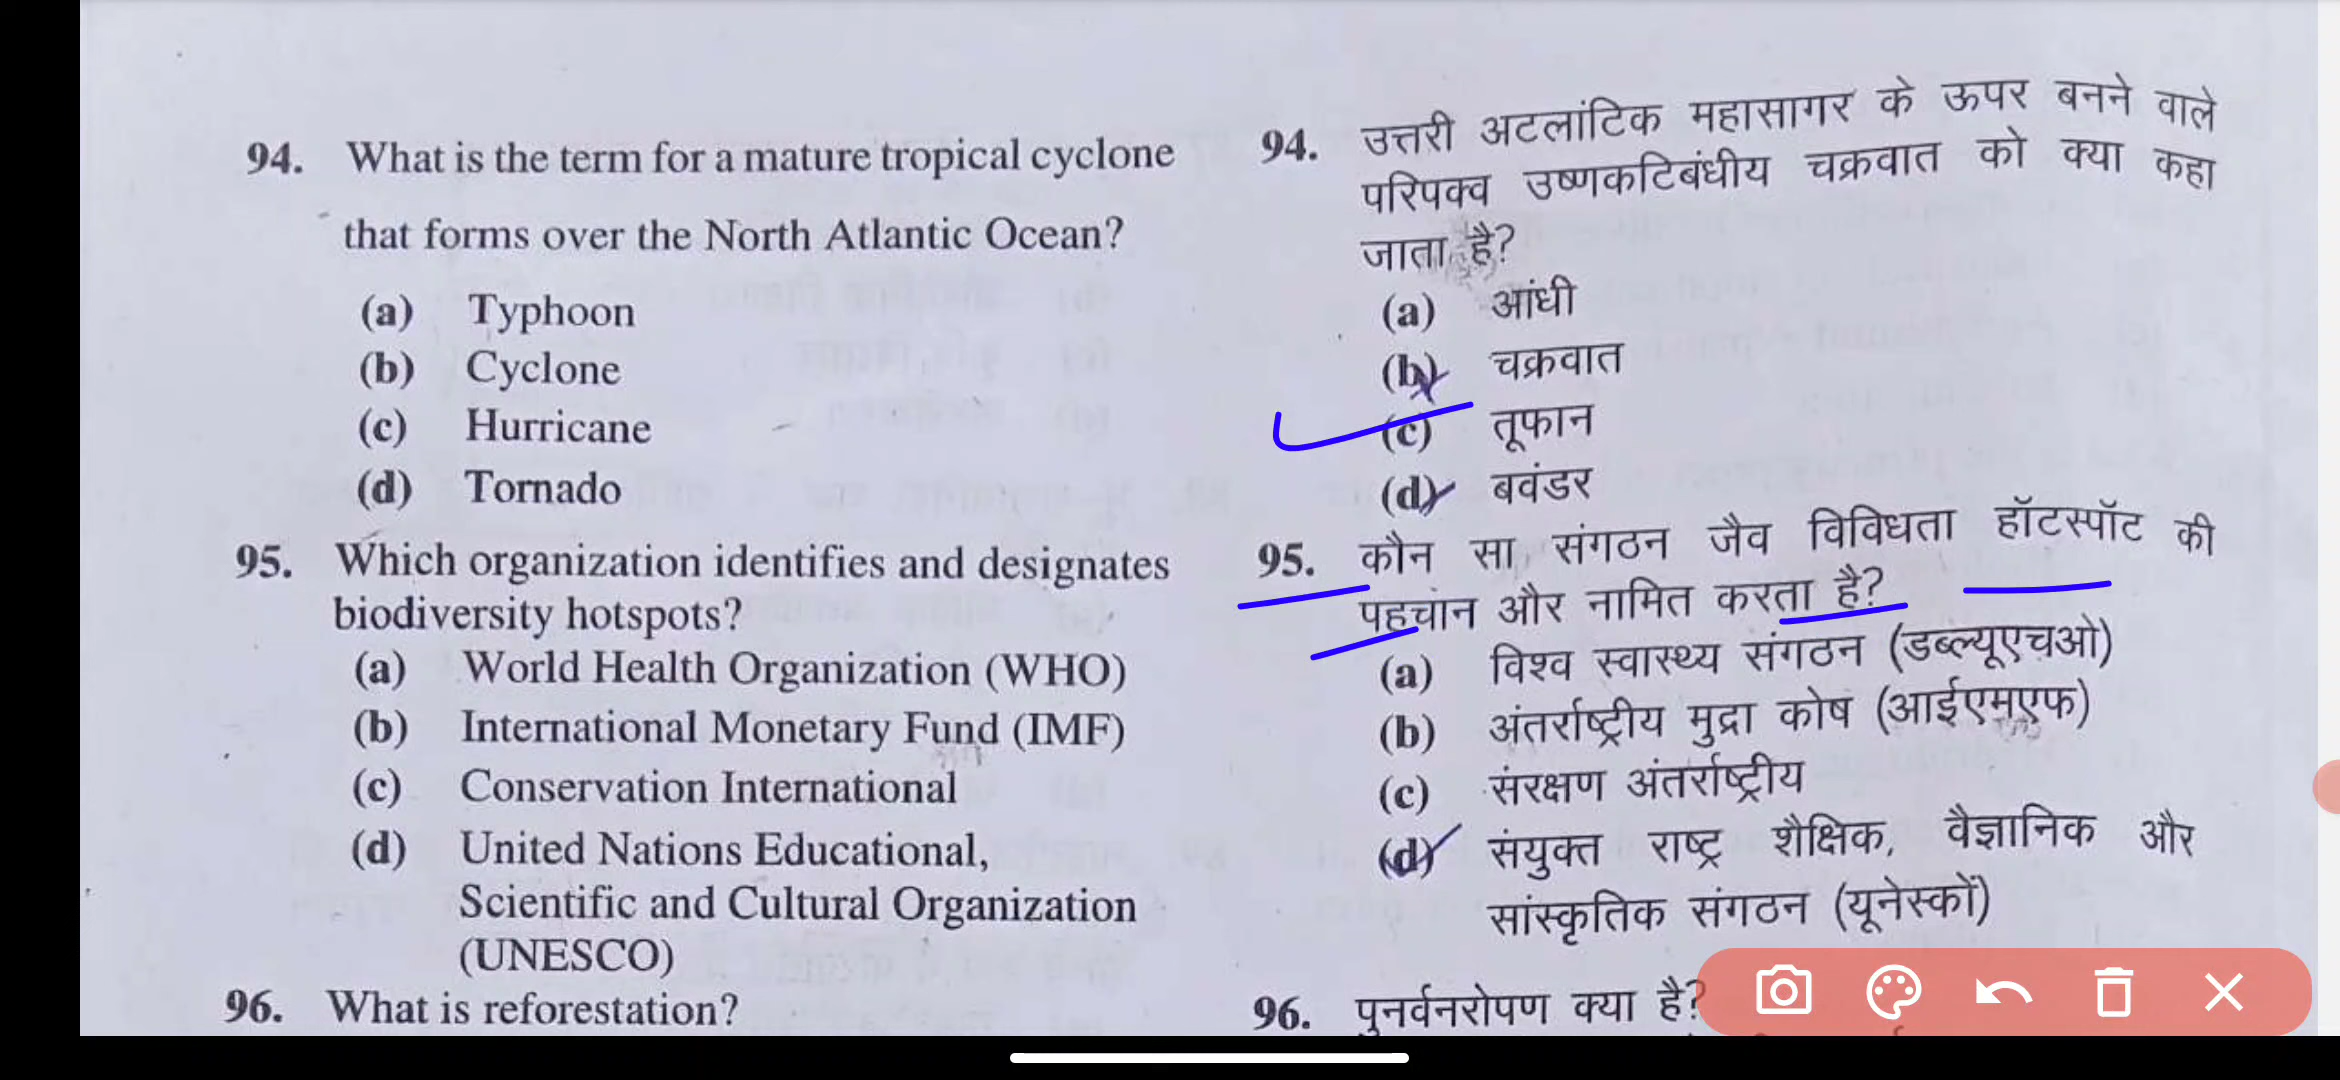 94. What is the term for a mature tropical cyclone
that forms over the North Atlantic Ocean?
(a) Typhoon
(b) Cyclone
(c) Hurricane
(d) Tornado
95. Which organization identifies and designates
biodiversity hotspots?
(a) World Health Organization (WHO)
(b) International Monetary Fund (IMF)
(c) Conservation International
(d) United Nations Educational,
Scientific and Cultural Organization
(UNESCO)
96. What is reforestation?
94. उत्तरी अटलांटिक महासागर के ऊपर बनने वाले
परिपक्व उष्णकटिबंधीय चक्रवात को क्या कहा
जाता है?
(a) आंधी
(b) चक्रवात
(c) तूफान
(d) बवंडर
95. कौन सा संगठन जैव विविधता हॉटस्पॉट की
पहचान और नामित करता है?
(a) विश्व स्वास्थ्य संगठन (डब्ल्यूएचओ)
(b) अंतर्राष्ट्रीय मुद्रा कोष (आईएमएफ)
(c) संरक्षण अंतर्राष्ट्रीय
(d) संयुक्त राष्ट्र शैक्षिक, वैज्ञानिक और
सांस्कृतिक संगठन (यूनेस्कों)
96. पुनर्वनरोपण क्या है?